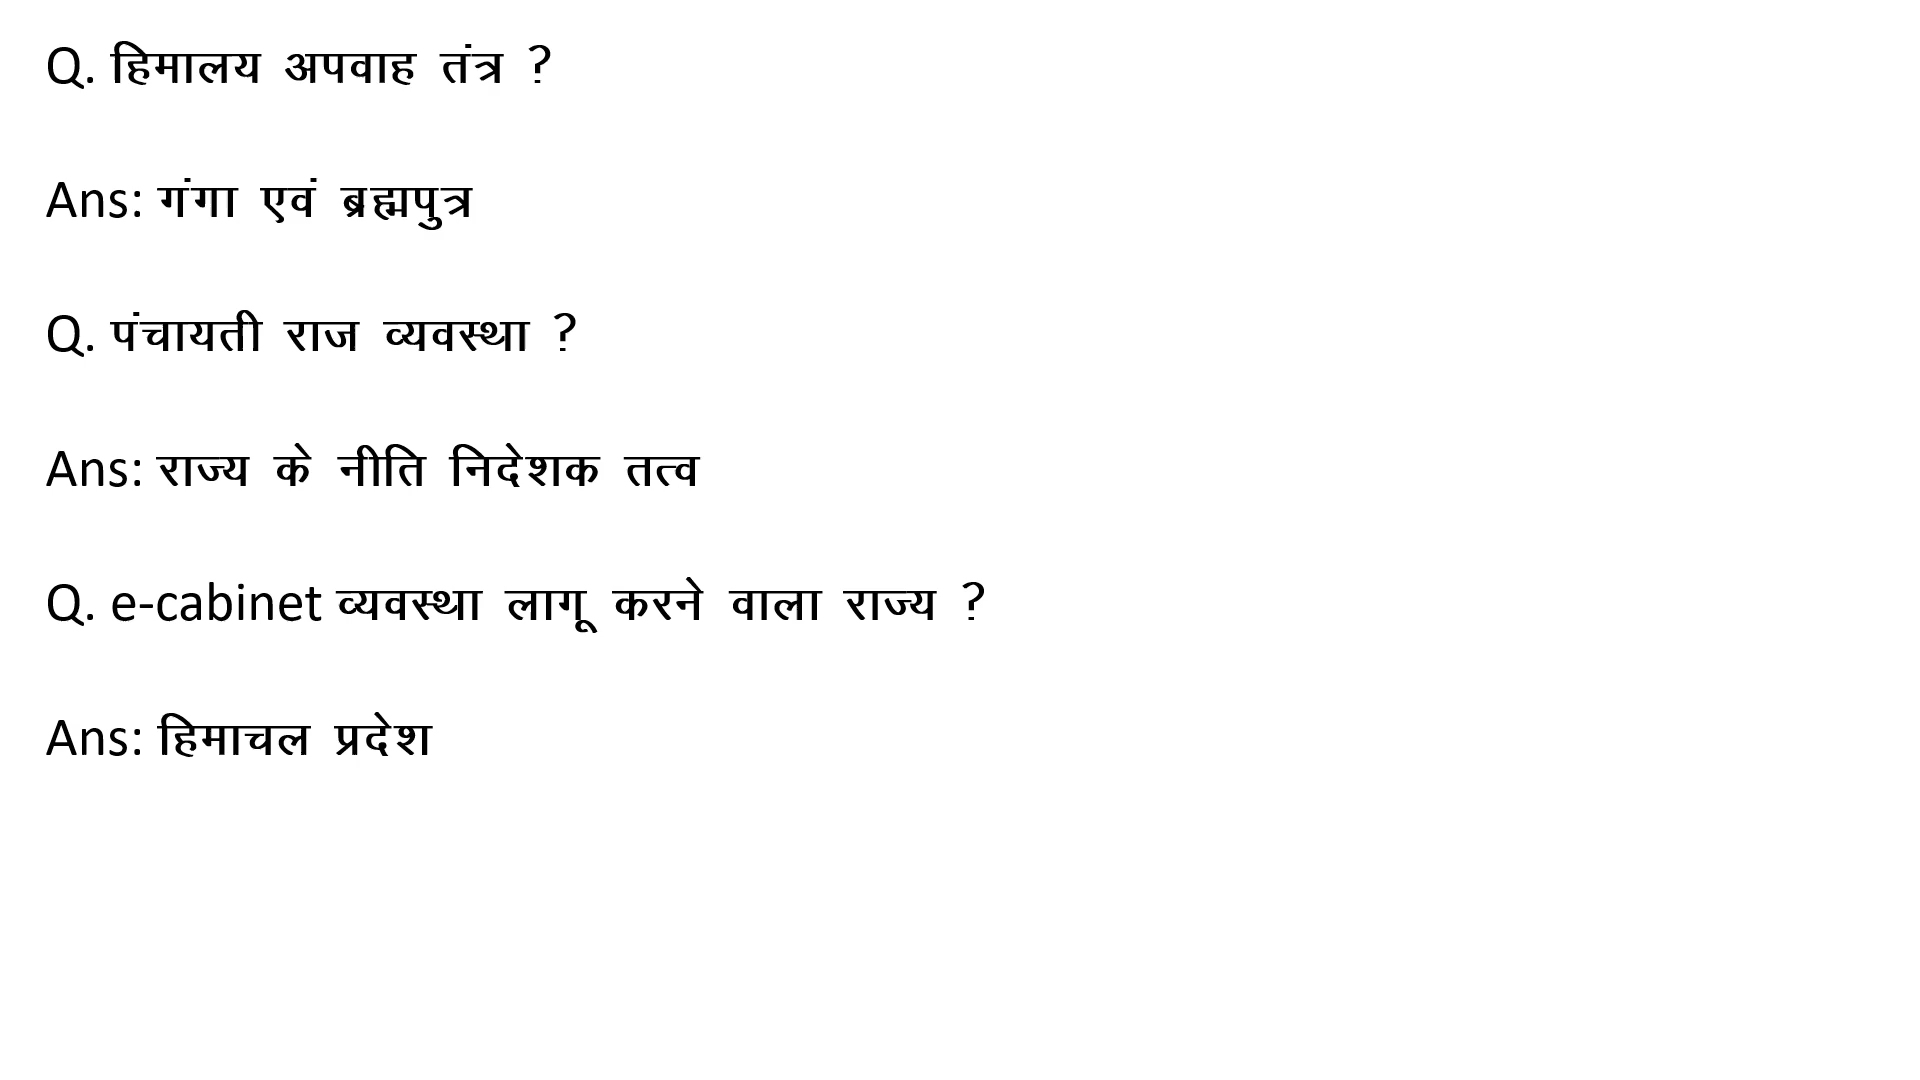 Q. हिमालय अपवाह तंत्र ?
Ans: गंगा एवं ब्रह्मपुत्र
Q. पंचायती राज व्यवस्था ?
Ans: राज्य के नीति निदेशक तत्व
Q. e-cabinet व्यवस्था लागू करने वाला राज्य ?
Ans: हिमाचल प्रदेश